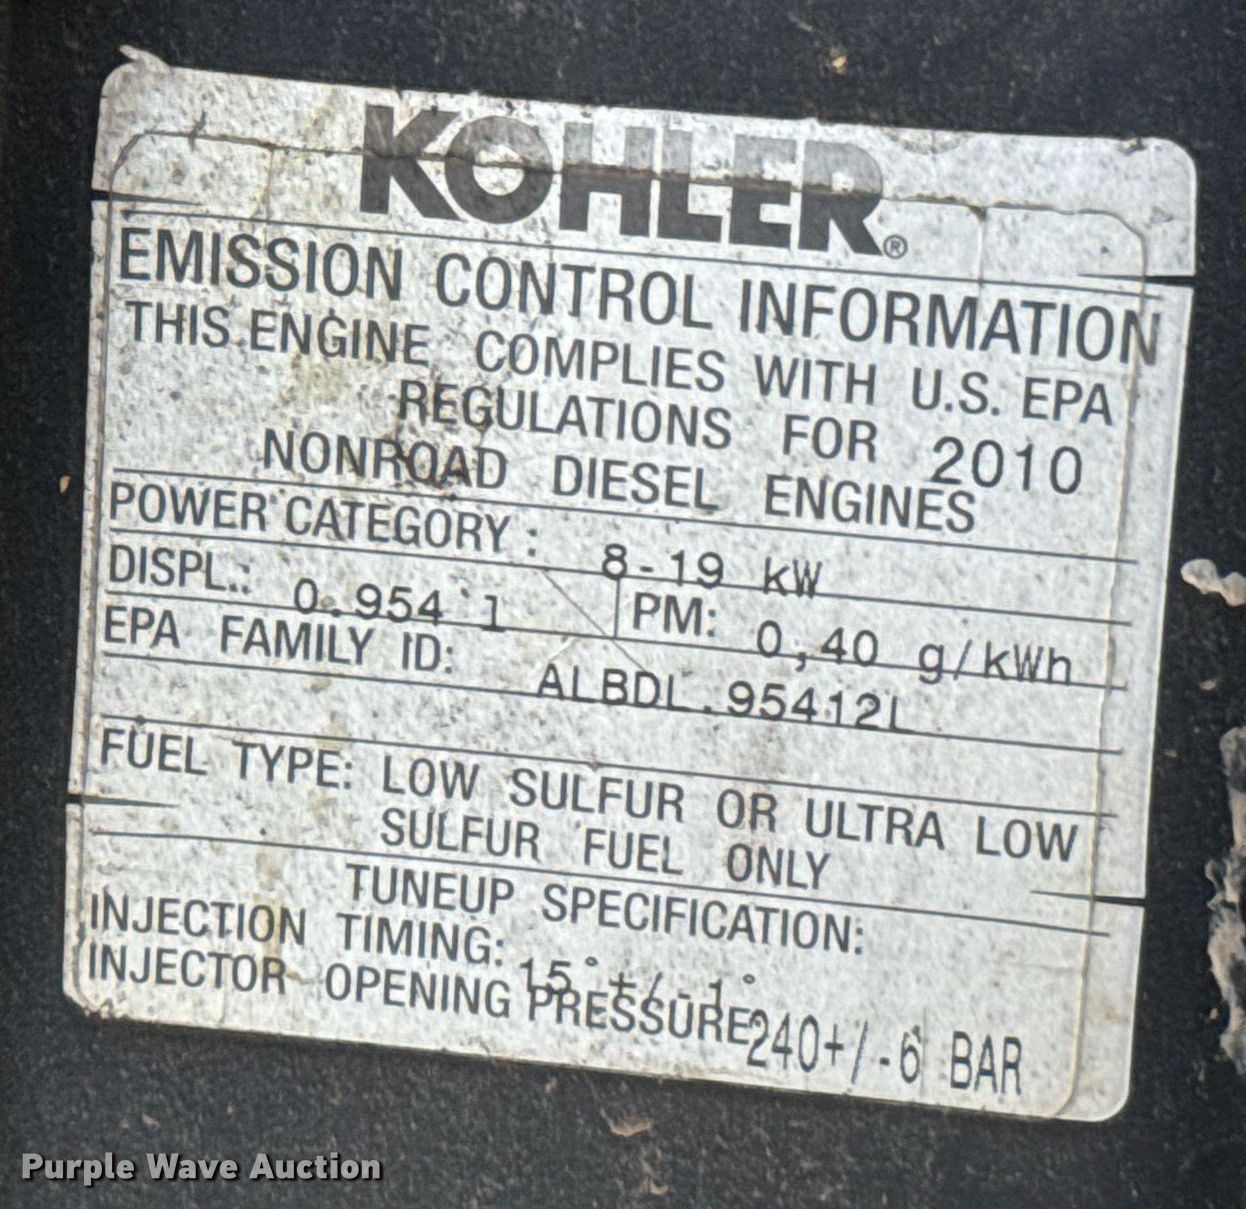 KOHLER®
EMISSION CONTROL INFORMATION
THIS ENGINE COMPLIES WITH U.S. EPA
REGULATIONS FOR 2010
NONROAD DIESEL ENGINES
POWER CATEGORY : 8-19 kW
DISPL.: 0.954 l PM: 0,40 g/kWh
EPA FAMILY ID: ALBDL.95412L
FUEL TYPE: LOW SULFUR OR ULTRA LOW
SULFUR FUEL ONLY
TUNEUP SPECIFICATION:
INJECTION TIMING: 15°+/-1°
INJECTOR OPENING PRESSURE 240+/-6 BAR
Purple Wave Auction